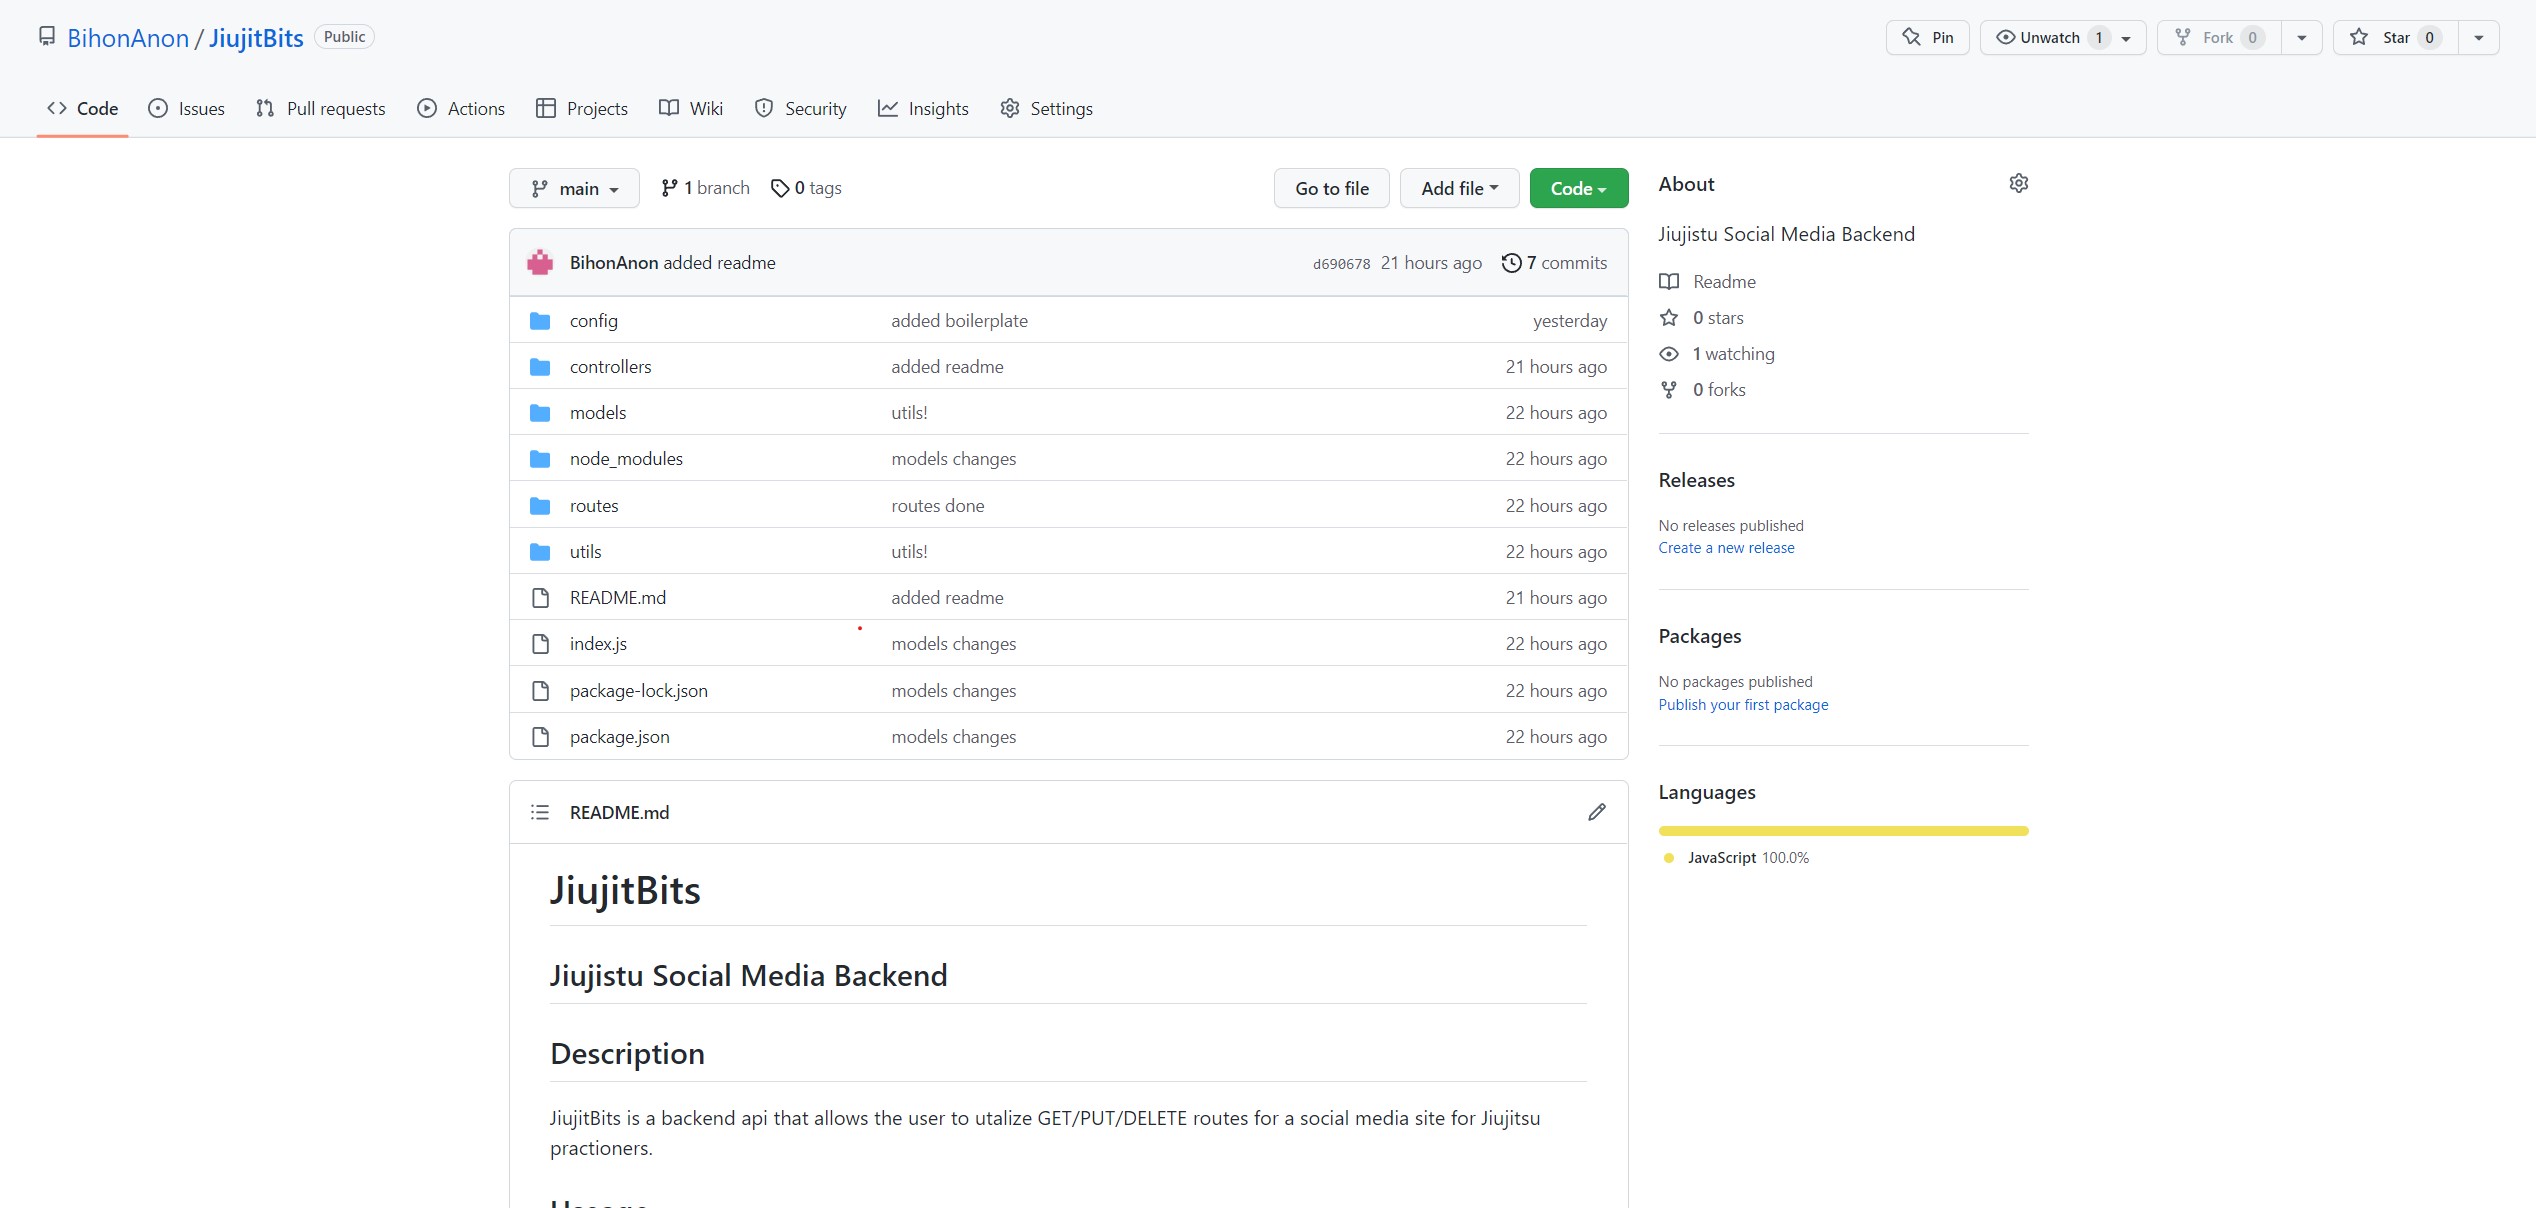 BihonAnon / JiujitBits Public
Pin Unwatch 1 Fork 0 Star 0
Code Issues Pull requests Actions Projects Wiki Security Insights Settings
main 1 branch 0 tags Go to file Add file Code
BihonAnon added readme d690678 21 hours ago 7 commits
config added boilerplate yesterday
controllers added readme 21 hours ago
models utils! 22 hours ago
node_modules models changes 22 hours ago
routes routes done 22 hours ago
utils utils! 22 hours ago
README.md added readme 21 hours ago
index.js models changes 22 hours ago
package-lock.json models changes 22 hours ago
package.json models changes 22 hours ago
README.md
JiujitBits
Jiujistu Social Media Backend
Description
JiujitBits is a backend api that allows the user to utalize GET/PUT/DELETE routes for a social media site for Jiujitsu
practioners.
About
Jiujistu Social Media Backend
Readme
0 stars
1 watching
0 forks
Releases
No releases published
Create a new release
Packages
No packages published
Publish your first package
Languages
JavaScript 100.0%